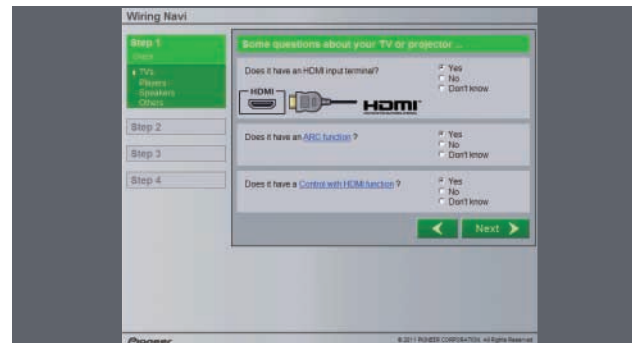 Wiring Navi
Step 1
TVs
Players
Speakers
Others
Step 2
Step 3
Step 4
Some questions about your TV or projector ...
Does it have an HDMI input terminal?
Yes
No
Don't know
HDMI
HDMI
Does it have an ARC function ?
Yes
No
Don't know
Does it have a Control with HDMI function ?
Yes
No
Don't know
Next
Pioneer
© 2011 PIONEER CORPORATION. All Rights Reserved.